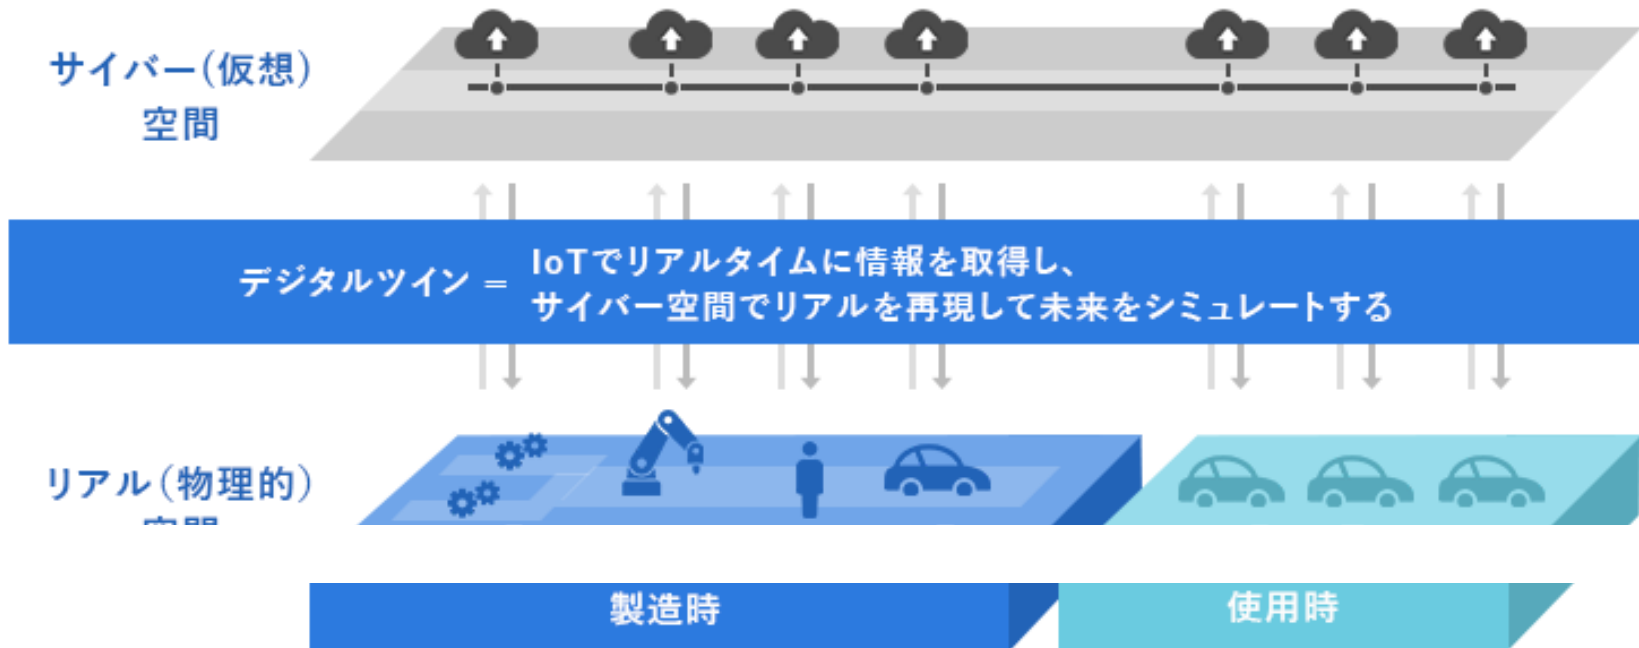 サイバー(仮想)
空間
デジタルツイン =
IoTでリアルタイムに情報を取得し、
サイバー空間でリアルを再現して未来をシミュレートする
リアル(物理的)
製造時
使用時